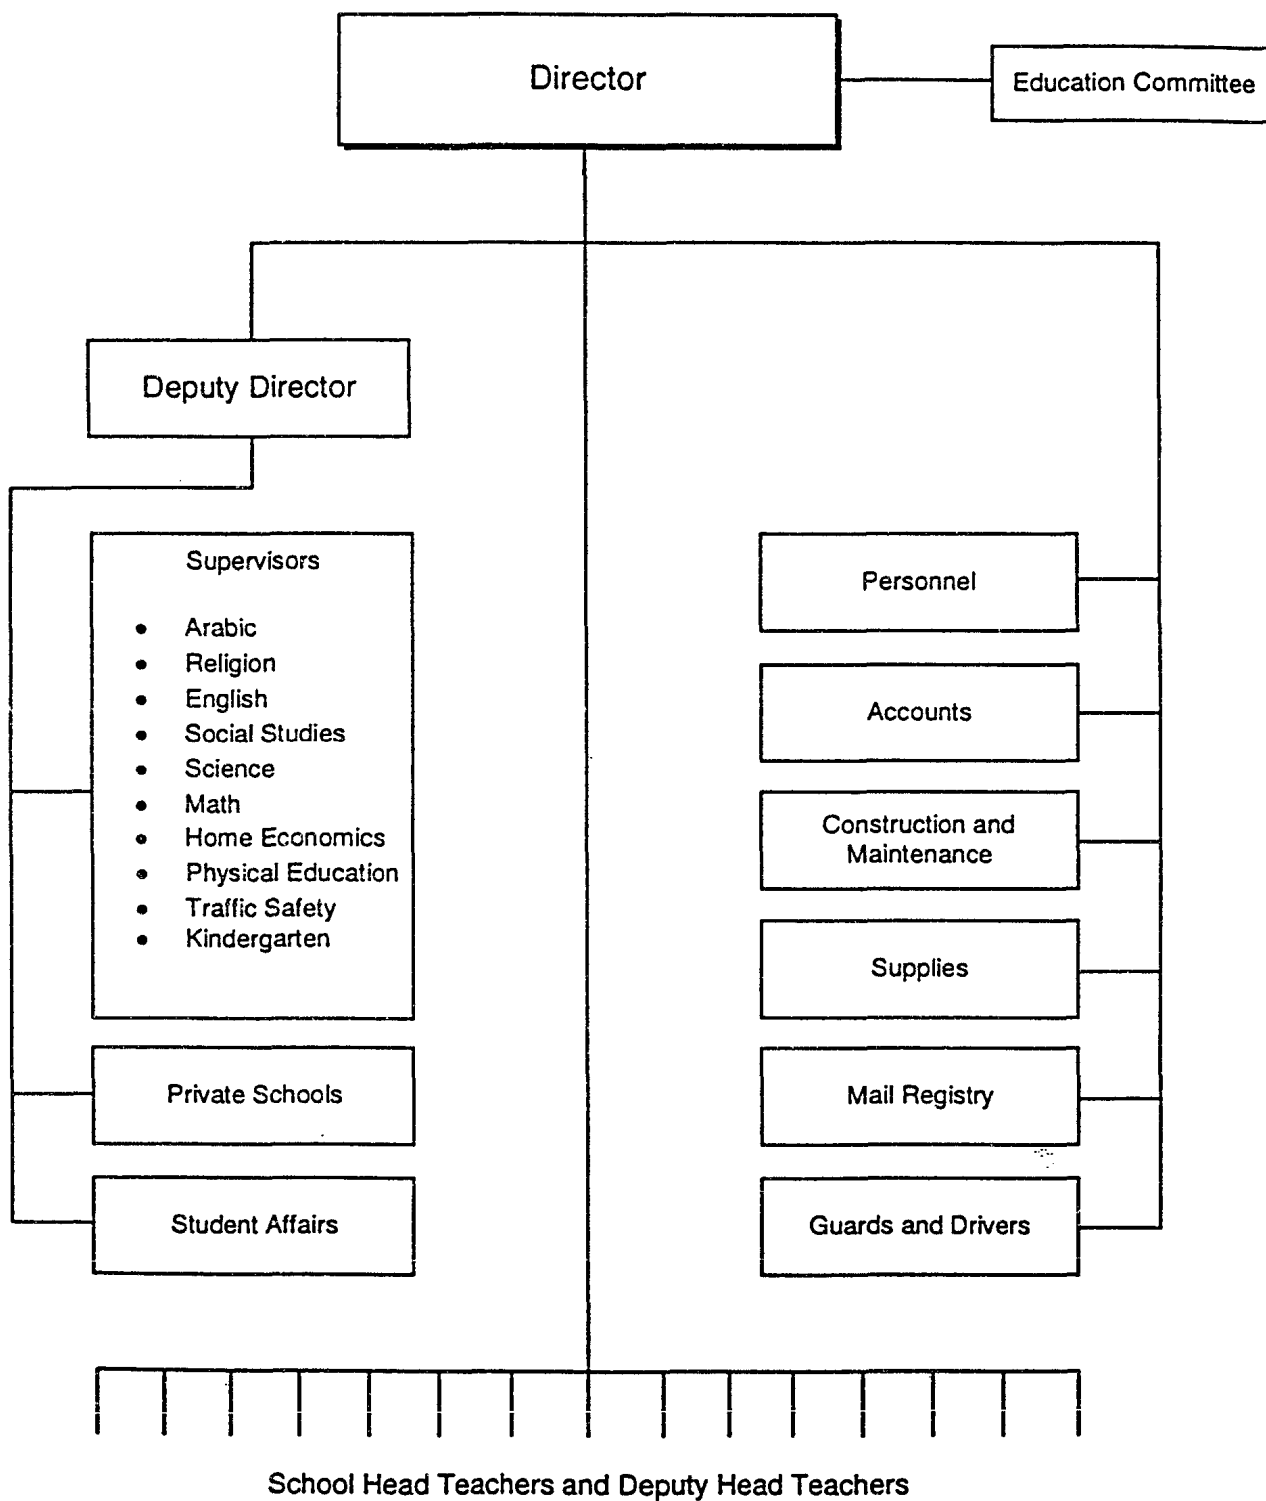 Director
Education Committee
Deputy Director
Supervisors
• Arabic
• Religion
• English
• Social Studies
• Science
• Math
• Home Economics
• Physical Education
• Traffic Safety
• Kindergarten
Private Schools
Student Affairs
Personnel
Accounts
Construction and
Maintenance
Supplies
Mail Registry
Guards and Drivers
School Head Teachers and Deputy Head Teachers